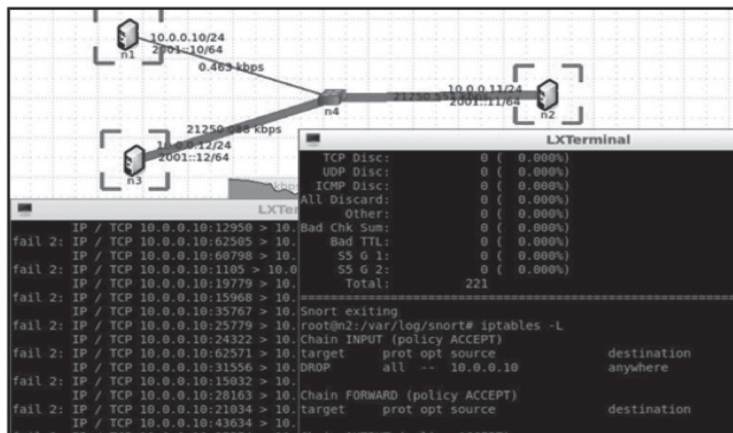 10.0.0.10/24
n1
2001::10/64
0.463 kbps
10.0.0.11/24
2001::11/64
n2
n4
21250.088 kbps
10.0.0.12/24
n3
2001::12/64
LXTerminal
TCP Disc: 0 ( 0.000%)
UDP Disc: 0 ( 0.000%)
ICMP Disc: 0 ( 0.000%)
All Discard: 0 ( 0.000%)
Other: 0 ( 0.000%)
Bad Chk Sum: 0 ( 0.000%)
Bad TTL: 0 ( 0.000%)
S5 G 1: 0 ( 0.000%)
S5 G 2: 0 ( 0.000%)
Total: 221
Snort exiting
root@n2:/var/log/snort# iptables -L
Chain INPUT (policy ACCEPT)
target prot opt source destination
DROP all -- 10.0.0.10 anywhere
Chain FORWARD (policy ACCEPT)
target prot opt source destination
kbps
LXTer
IP / TCP 10.0.0.10:12950 > 10.
fail 2: IP / TCP 10.0.0.10:62505 > 10.
IP / TCP 10.0.0.10:60798 > 10.
fail 2: IP / TCP 10.0.0.10:1105 > 10.0
IP / TCP 10.0.0.10:19779 > 10.
fail 2: IP / TCP 10.0.0.10:15968 > 10.
IP / TCP 10.0.0.10:35767 > 10.
fail 2: IP / TCP 10.0.0.10:25779 > 10.
IP / TCP 10.0.0.10:24322 > 10.
fail 2: IP / TCP 10.0.0.10:62571 > 10.
IP / TCP 10.0.0.10:31556 > 10.
fail 2: IP / TCP 10.0.0.10:15032 > 10.
IP / TCP 10.0.0.10:28163 > 10.
fail 2: IP / TCP 10.0.0.10:21034 > 10.
IP / TCP 10.0.0.10:43634 > 10.